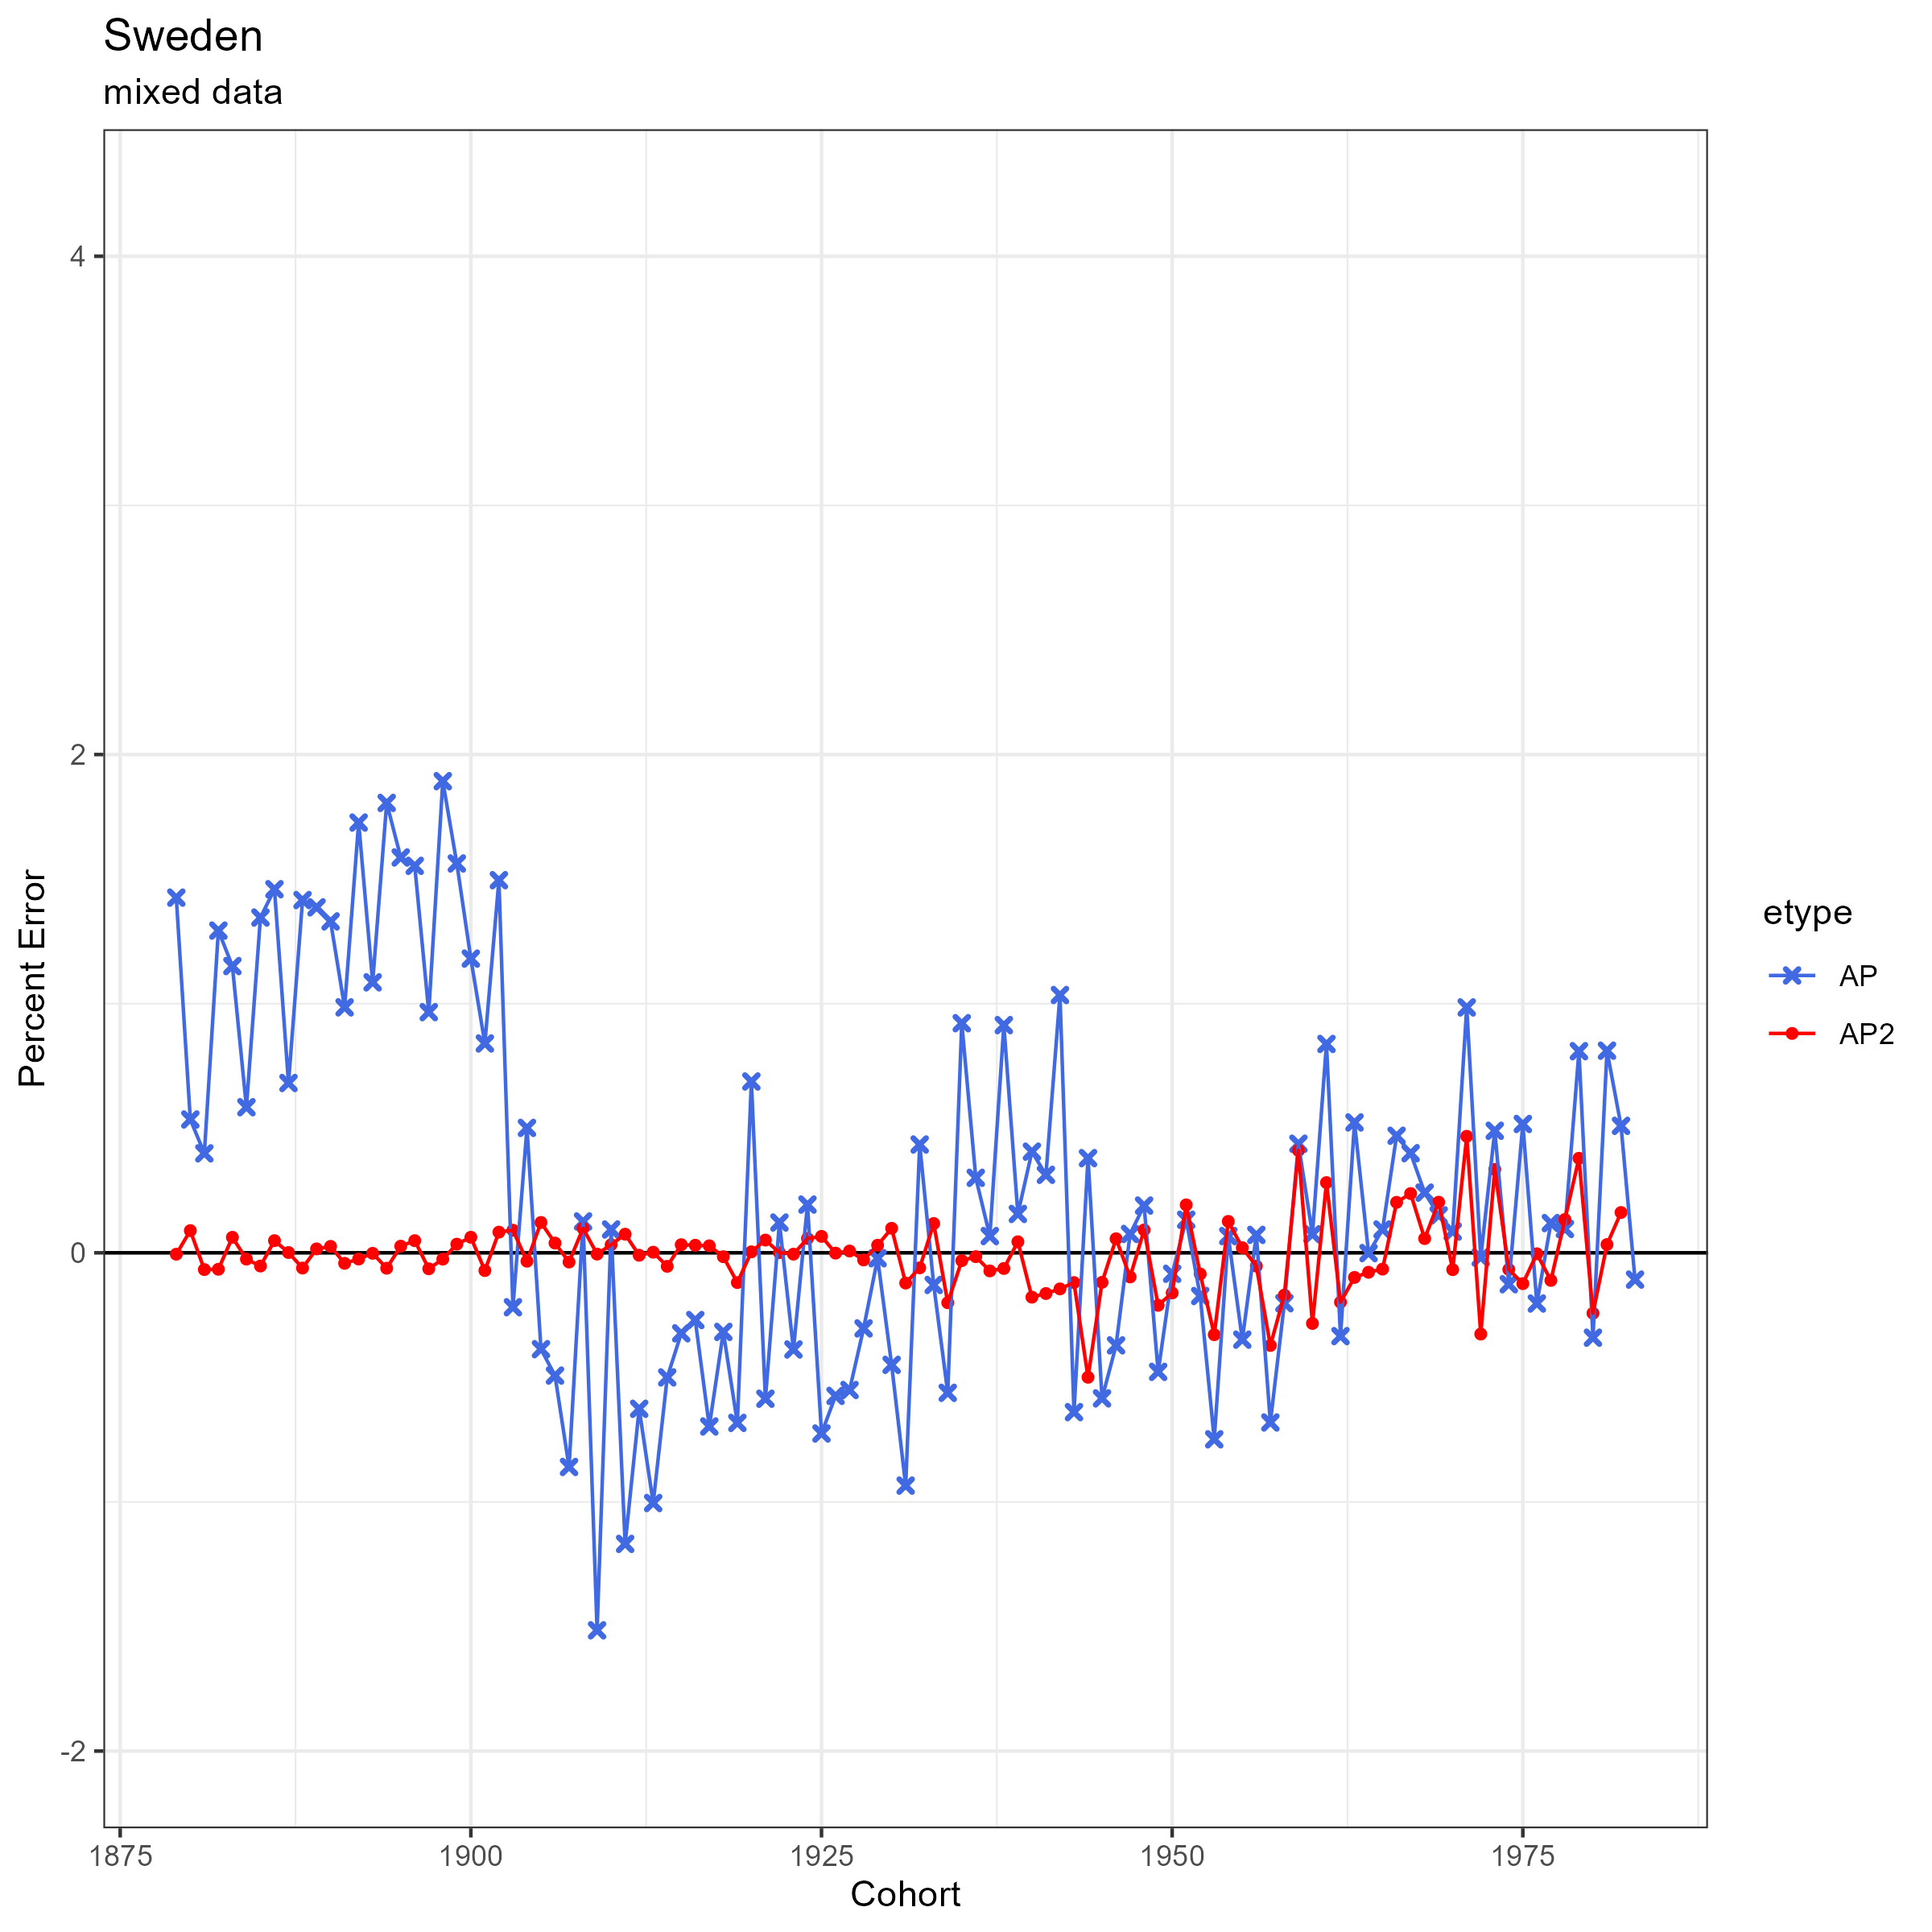 Sweden
mixed data
Percent Error
4
2
0
-2
1875 1900 1925 1950 1975
Cohort
etype
AP
AP2